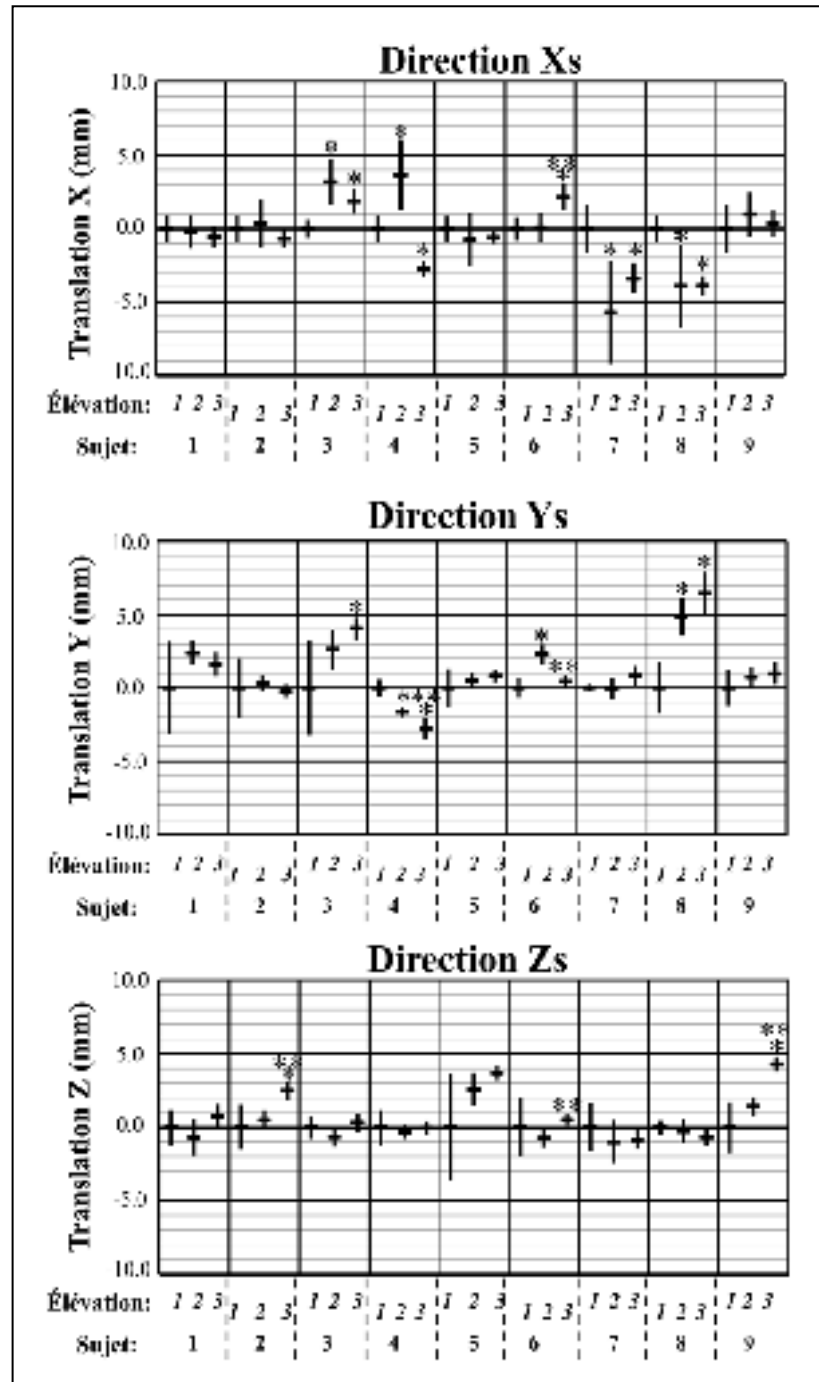 Direction Xs
Translation X (mm)
10.0
5.0
0.0
-5.0
10.0
Élévation: 1 2 3 1 2 3 1 2 3 1 2 3 1 2 3 1 2 3 1 2 3 1 2 3 1 2 3
Sujet: 1 2 3 4 5 6 7 8 9
Direction Ys
Translation Y (mm)
10.0
5.0
0.0
-5.0
-10.0
Élévation: 1 2 3 1 2 3 1 2 3 1 2 3 1 2 3 1 2 3 1 2 3 1 2 3 1 2 3
Sujet: 1 2 3 4 5 6 7 8 9
Direction Zs
Translation Z (mm)
10.0
5.0
0.0
-5.0
10.0
Élévation: 1 2 3 1 2 3 1 2 3 1 2 3 1 2 3 1 2 3 1 2 3 1 2 3 1 2 3
Sujet: 1 2 3 4 5 6 7 8 9